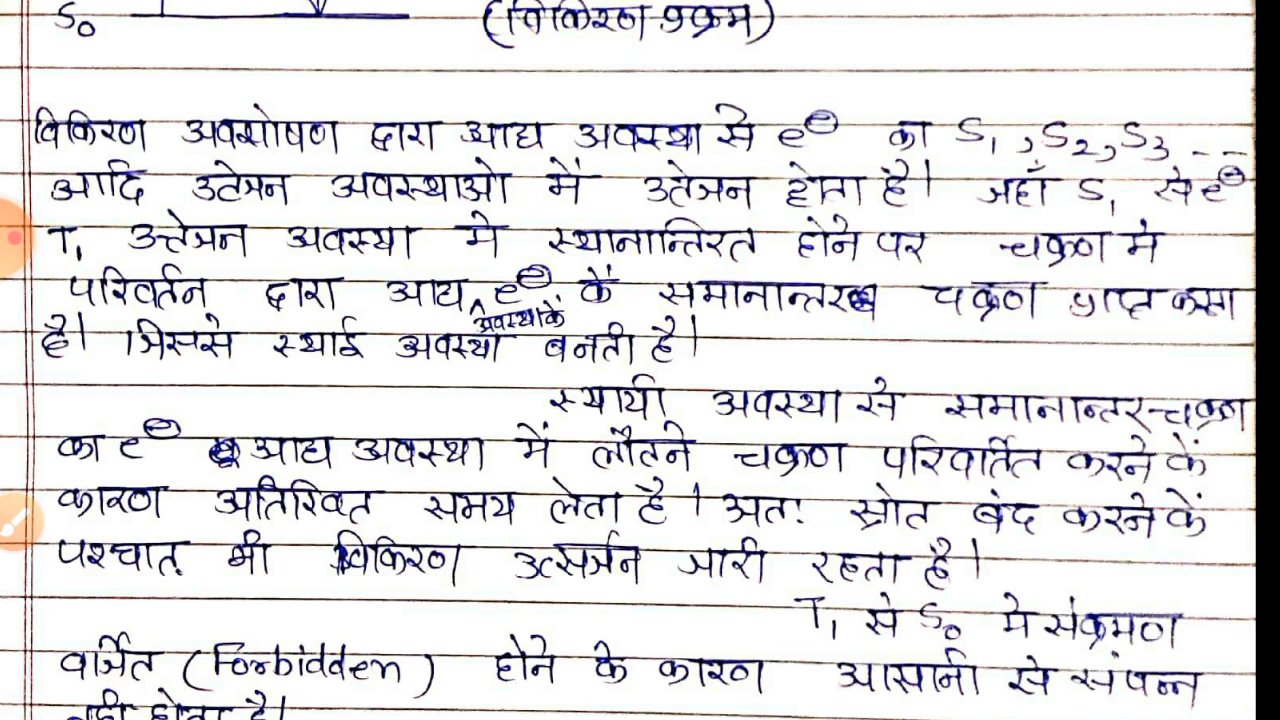 S₀ (विकिरण प्रक्रम)
विकिरण अवशोषण द्वारा आद्य अवस्था से e⊖ का S₁, S₂, S₃ --
आदि उत्तेजन अवस्थाओ में उतेजन होता है। जहाँ S₁ से e⊖
T₁ उत्तेजन अवस्था मे स्थानान्तिरत होने पर चक्रण मे
परिवर्तन द्वारा आद्य अवस्था कें e⊖ कें समानान्तर चक्रण प्राप्त करता
है। जिससे स्थाई अवस्था बनती है।
स्थायी अवस्था से समानान्तर-चक्रण
का e⊖ आद्य अवस्था में लौटने चक्रण परिवर्तित करने कें
कारण अतिरिक्त समय लेता है। अतः स्रोत बंद करने कें
पश्चात् भी विकिरण उत्सर्जन जारी रहता है।
T₁ से S₀ मे संक्रमण
वर्जित (Forbidden) होने के कारण आसानी से संपन्न
नही होता है।